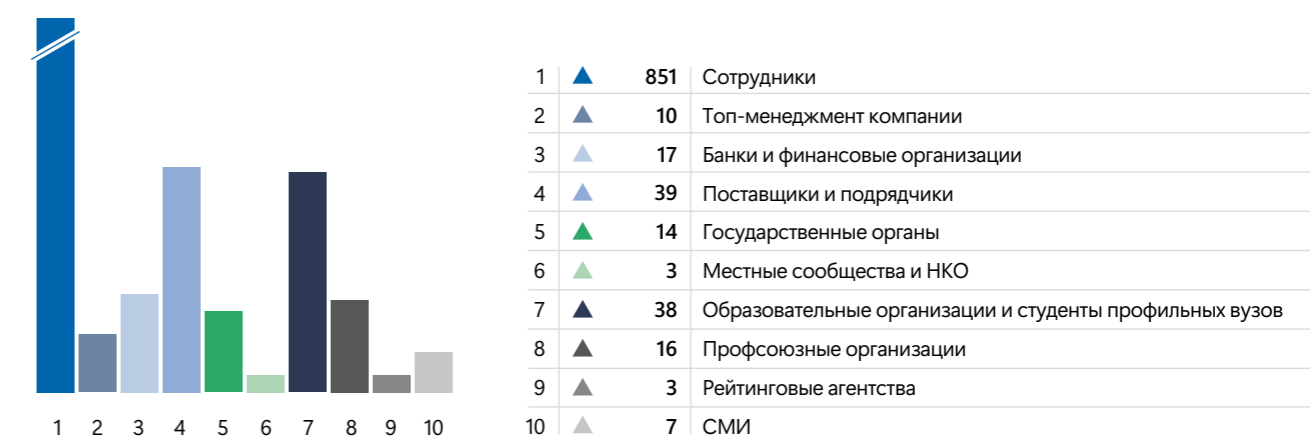 1 2 3 4 5 6 7 8 9 10
1 851 Сотрудники
2 10 Топ-менеджмент компании
3 17 Банки и финансовые организации
4 39 Поставщики и подрядчики
5 14 Государственные органы
6 3 Местные сообщества и НКО
7 38 Образовательные организации и студенты профильных вузов
8 16 Профсоюзные организации
9 3 Рейтинговые агентства
10 7 СМИ